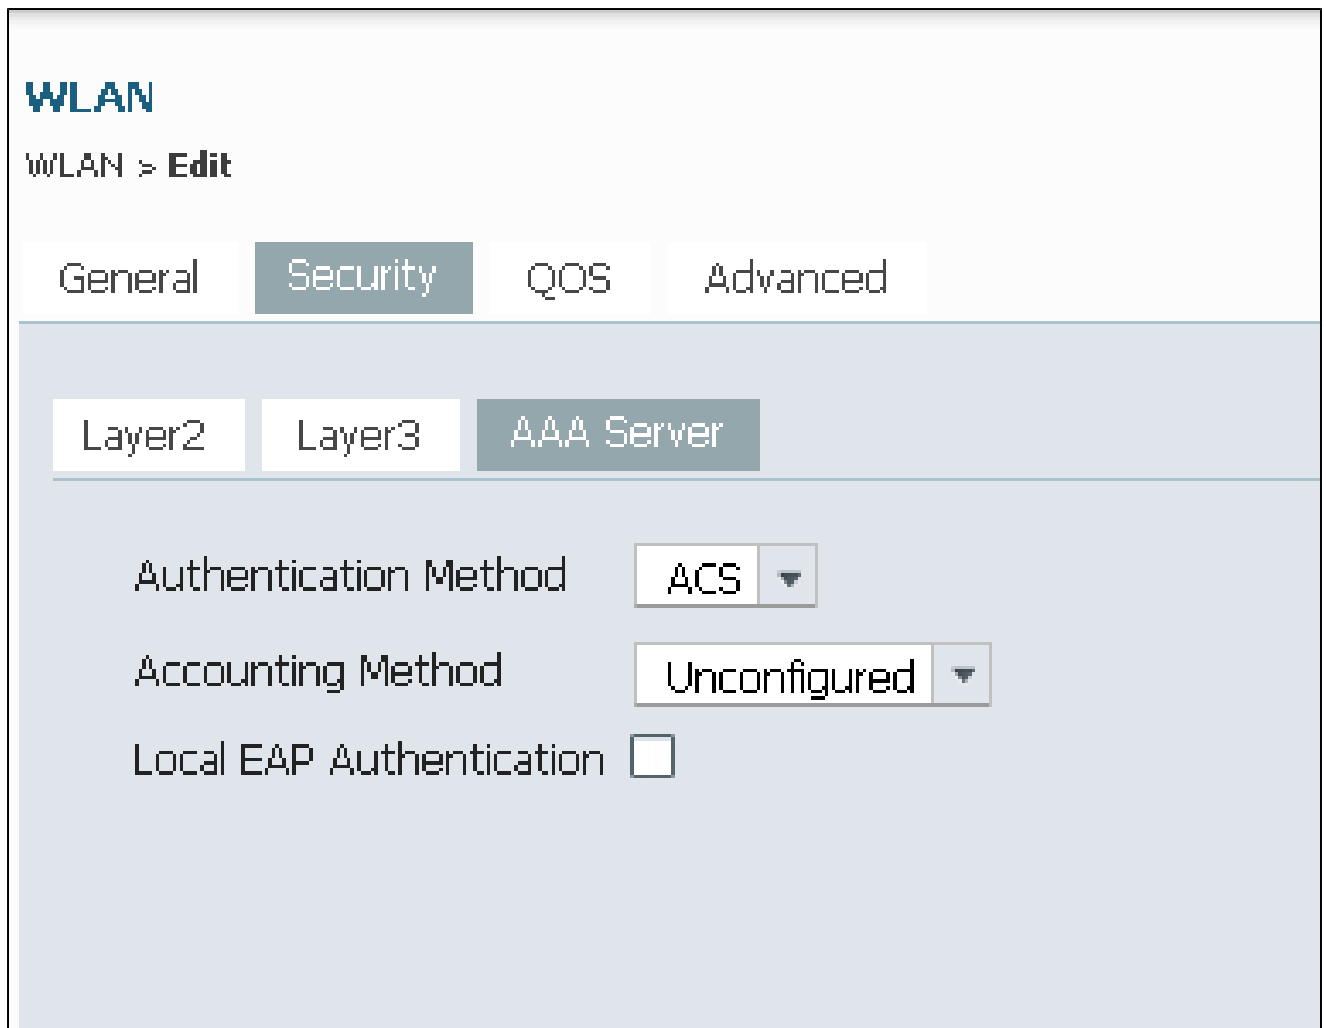 WLAN
WLAN > Edit
General Security QOS Advanced
Layer2 Layer3 AAA Server
Authentication Method ACS
Accounting Method Unconfigured
Local EAP Authentication